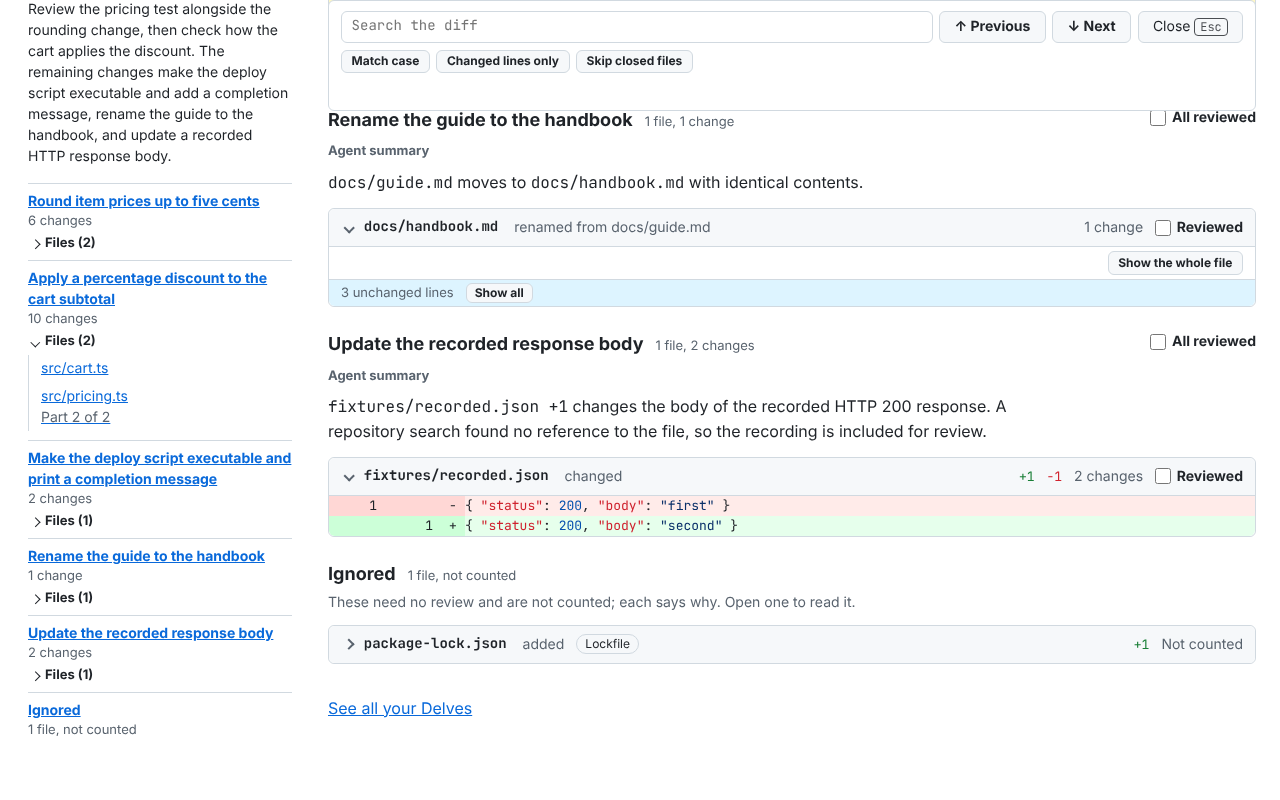 Review the pricing test alongside the
rounding change, then check how the
cart applies the discount. The
remaining changes make the deploy
script executable and add a completion
message, rename the guide to the
handbook, and update a recorded
HTTP response body.
Round item prices up to five cents
6 changes
Files (2)
Apply a percentage discount to the
cart subtotal
10 changes
Files (2)
src/cart.ts
src/pricing.ts
Part 2 of 2
Make the deploy script executable and
print a completion message
2 changes
Files (1)
Rename the guide to the handbook
1 change
Files (1)
Update the recorded response body
2 changes
Files (1)
Ignored
1 file, not counted
Search the diff
↑ Previous
↓ Next
Close Esc
Match case
Changed lines only
Skip closed files
Rename the guide to the handbook 1 file, 1 change
All reviewed
Agent summary
docs/guide.md moves to docs/handbook.md with identical contents.
docs/handbook.md renamed from docs/guide.md 1 change Reviewed
Show the whole file
3 unchanged lines Show all
Update the recorded response body 1 file, 2 changes
All reviewed
Agent summary
fixtures/recorded.json +1 changes the body of the recorded HTTP 200 response. A
repository search found no reference to the file, so the recording is included for review.
fixtures/recorded.json changed +1 -1 2 changes Reviewed
1 - { "status": 200, "body": "first" }
1 + { "status": 200, "body": "second" }
Ignored 1 file, not counted
These need no review and are not counted; each says why. Open one to read it.
package-lock.json added Lockfile +1 Not counted
See all your Delves